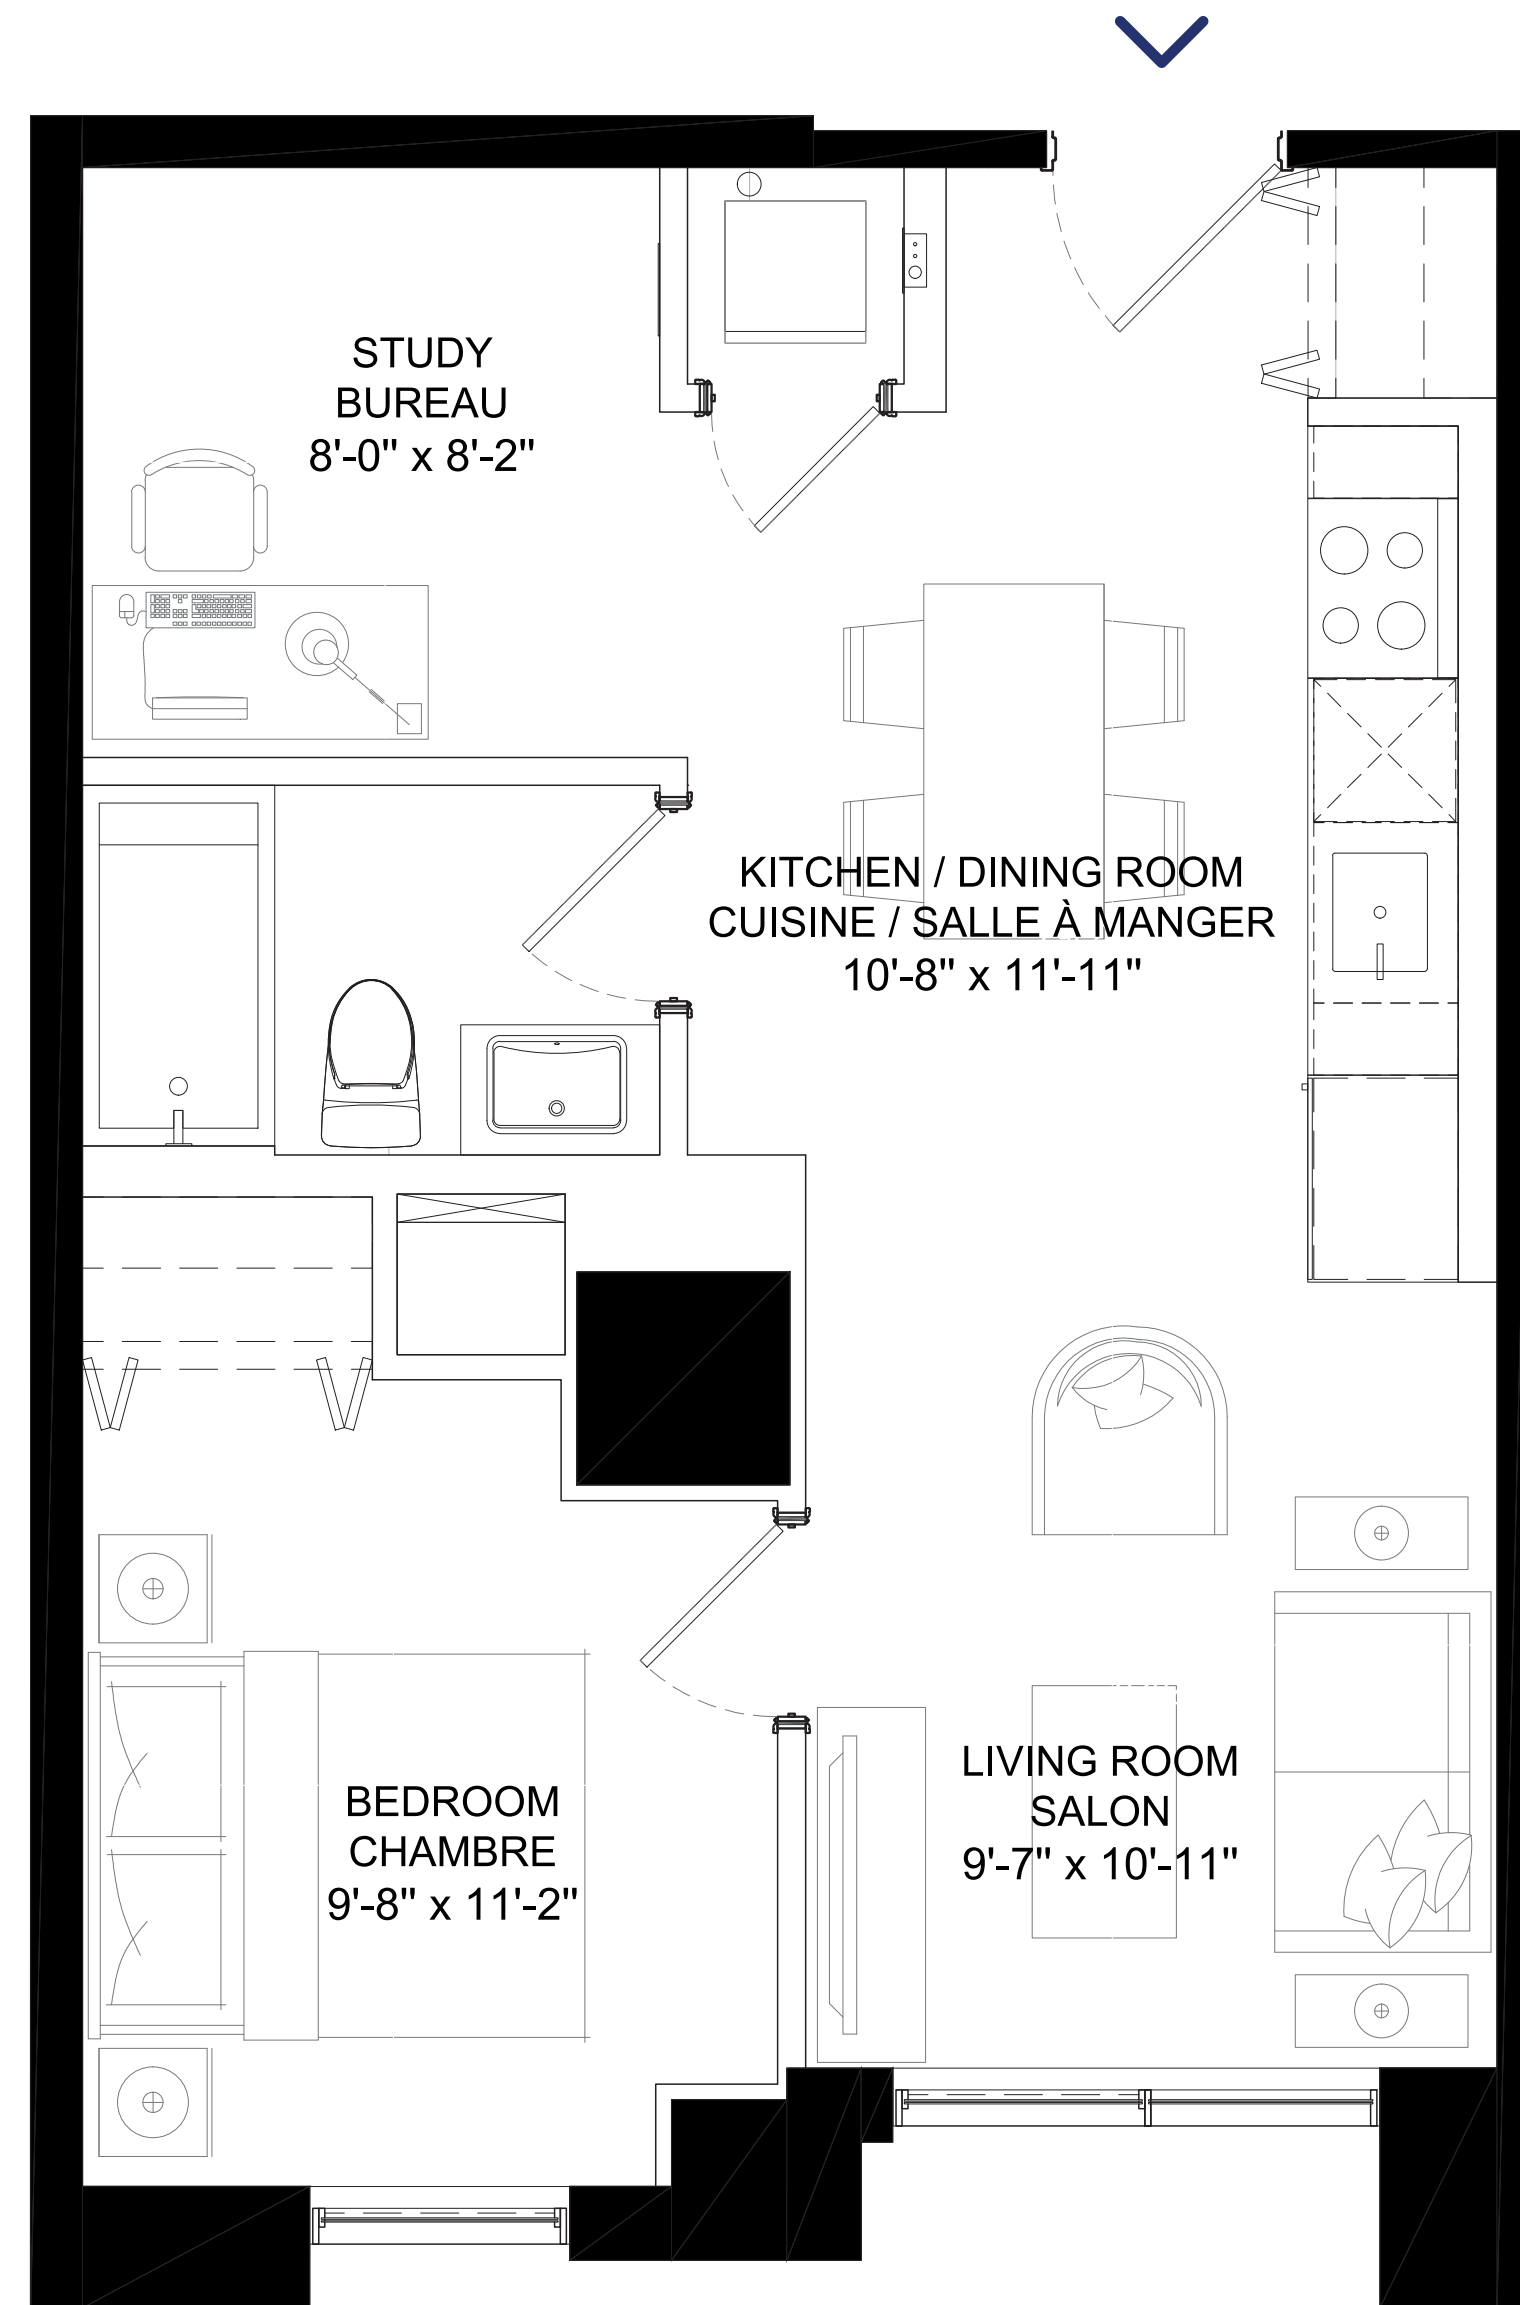 STUDY
BUREAU
8'-0" x 8'-2"
KITCHEN / DINING ROOM
CUISINE / SALLE À MANGER
10'-8" x 11'-11"
LIVING ROOM
SALON
9'-7" x 10'-11"
BEDROOM
CHAMBRE
9'-8" x 11'-2"